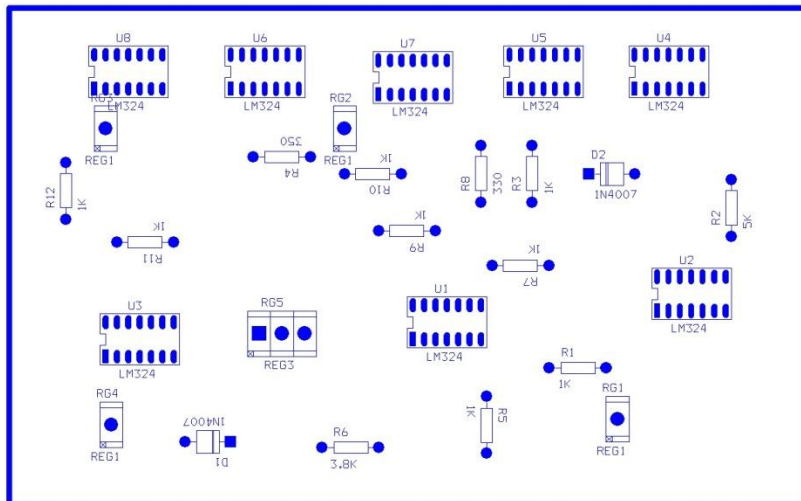 U8
LM324
U6
LM324
U7
LM324
U5
LM324
U4
LM324
RG3
REG1
RG2
REG1
350
R4
1K
R10
R8
330
R3
1K
D2
1N4007
R12
1K
R2
5K
1K
R11
1K
R9
1K
R7
U2
LM324
U3
LM324
RG5
REG3
U1
LM324
R1
1K
RG4
REG1
1N4007
D1
R6
3.8K
1K
R5
RG1
REG1